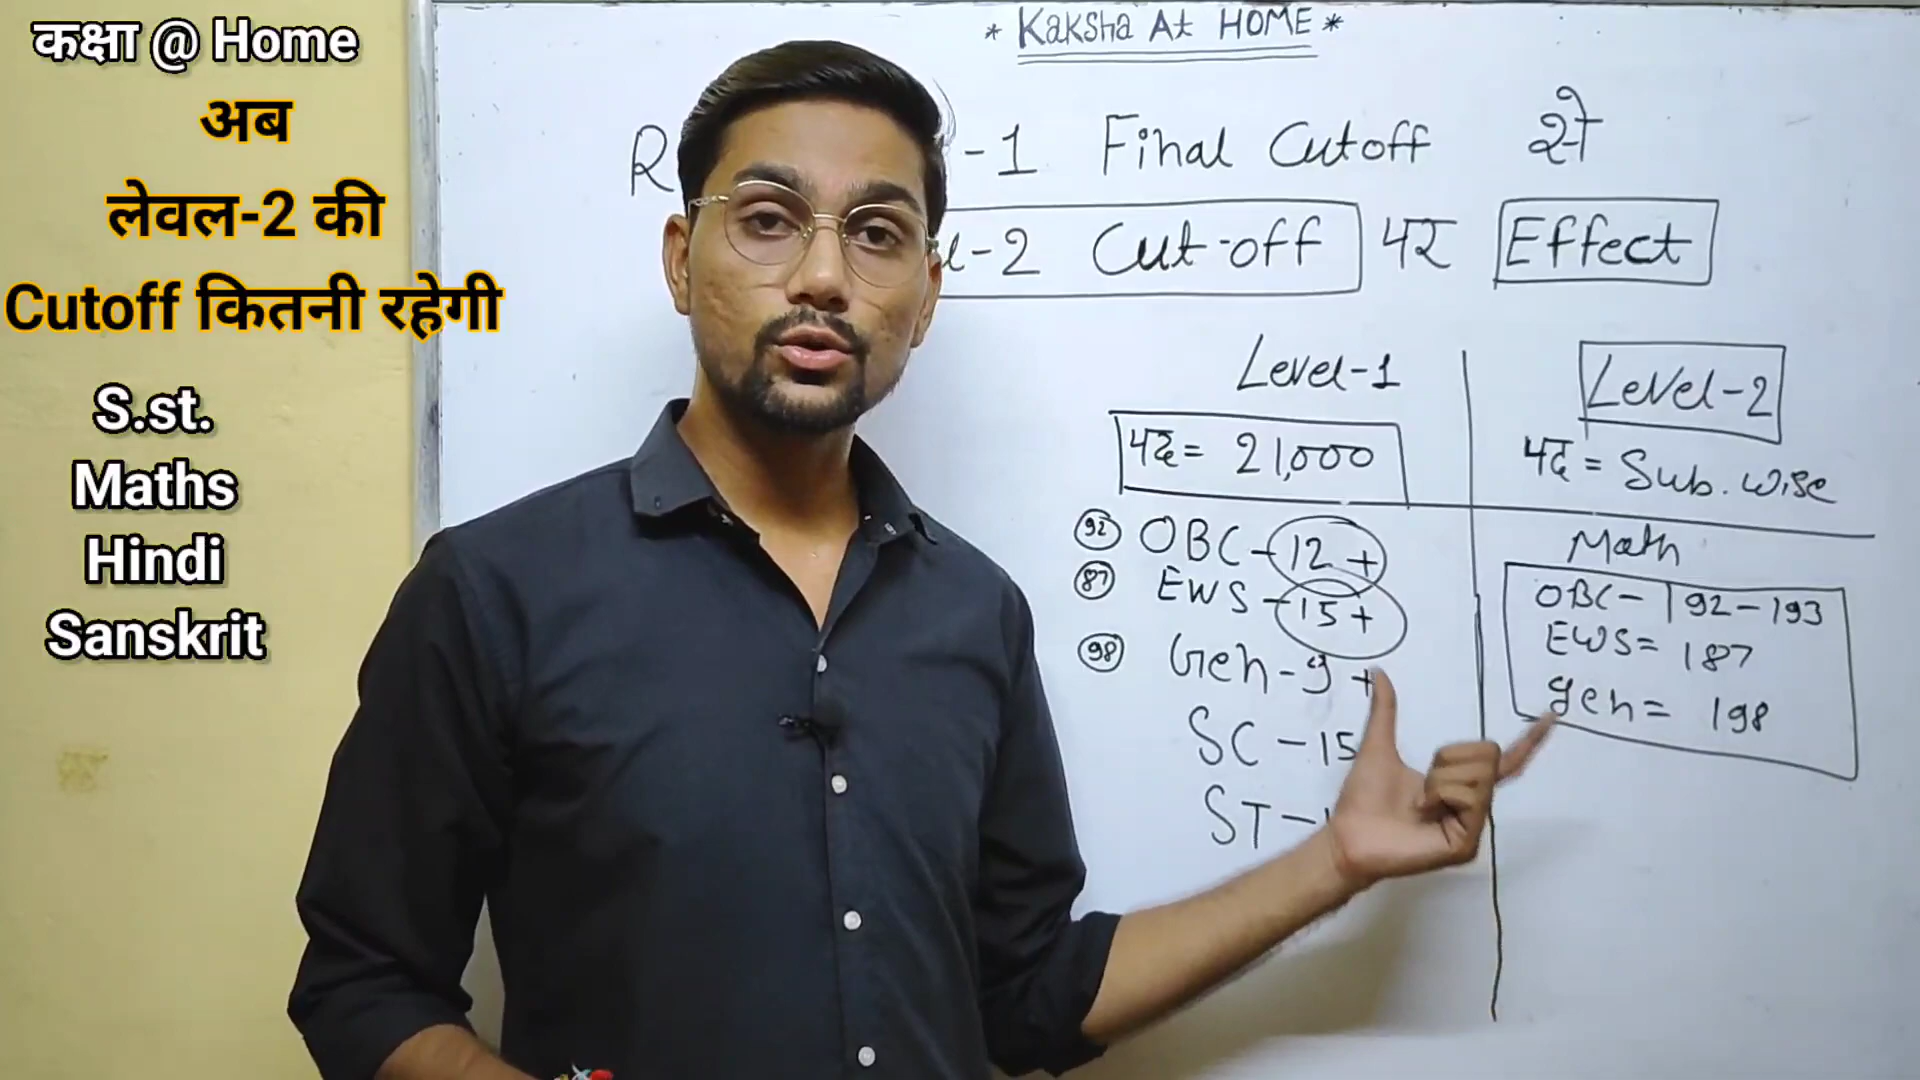 कक्षा @ Home
अब
लेवल-2 की
Cutoff कितनी रहेगी
S.st.
Maths
Hindi
Sanskrit
* Kaksha At HOME *
R -1 Final Cutoff से
-2 Cut-off पर Effect
Level-1
पद = 21,000
92 OBC - 12 +
87 EWS - 15 +
98 Gen - 9 +
SC - 15
ST -
Level-2
पद = Sub. wise
Math
OBC - 192 - 193
EWS = 187
gen = 198